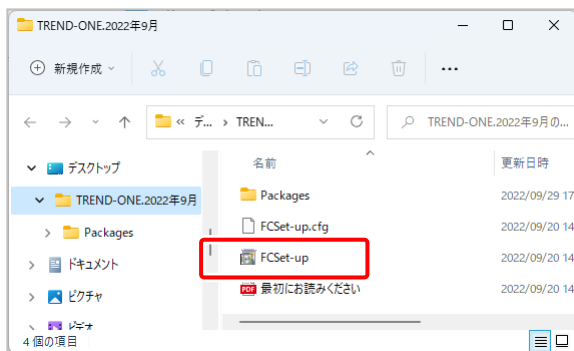 TREND-ONE.2022年9月
新規作成
デ... › TREN...
TREND-ONE.2022年9月の...
デスクトップ
TREND-ONE.2022年9月
Packages
ドキュメント
ピクチャ
ビデオ
名前 更新日時
Packages 2022/09/29 17
FCSet-up.cfg 2022/09/20 14
FCSet-up 2022/09/20 14
PDF 最初にお読みください 2022/09/20 14
4 個の項目